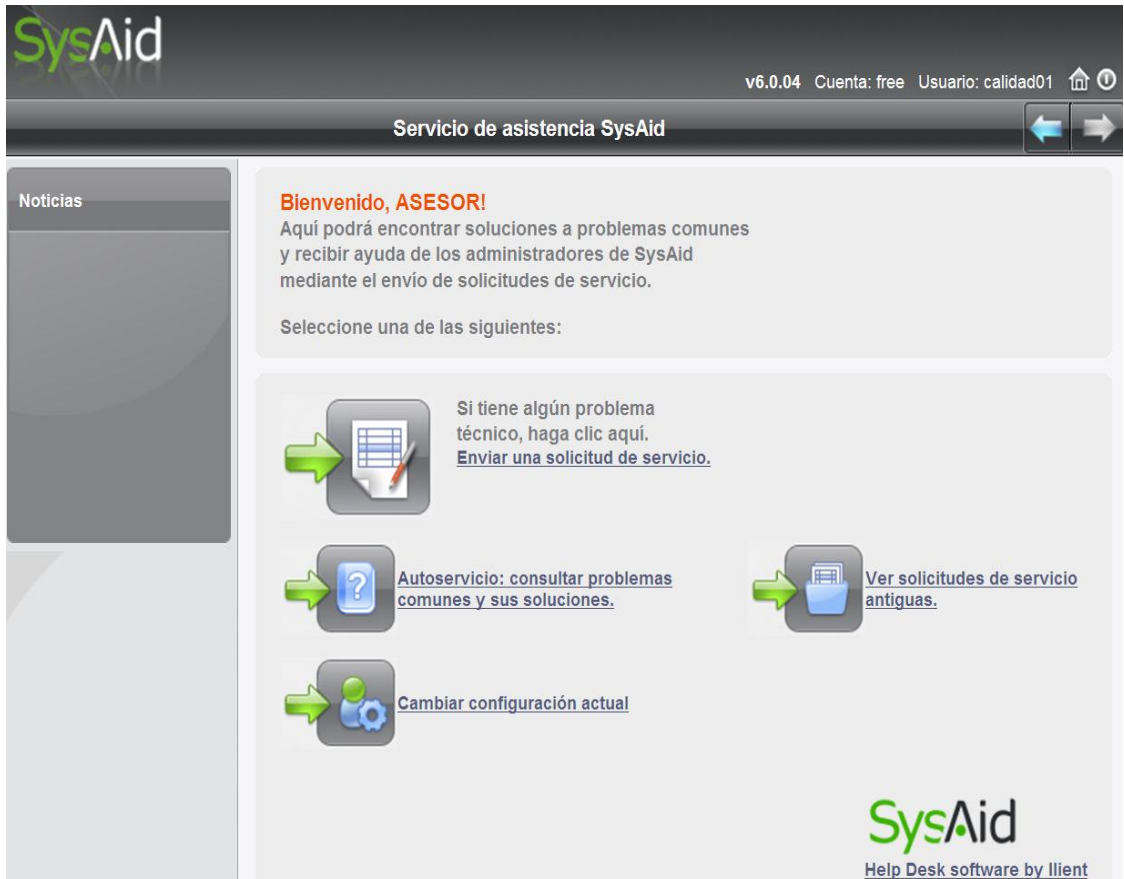 SysAid
v6.0.04 Cuenta: free Usuario: calidad01
Servicio de asistencia SysAid
Noticias
Bienvenido, ASESOR!
Aquí podrá encontrar soluciones a problemas comunes
y recibir ayuda de los administradores de SysAid
mediante el envío de solicitudes de servicio.
Seleccione una de las siguientes:
Si tiene algún problema
técnico, haga clic aquí.
Enviar una solicitud de servicio.
Autoservicio: consultar problemas
comunes y sus soluciones.
Ver solicitudes de servicio
antiguas.
Cambiar configuración actual
SysAid
Help Desk software by Ilient